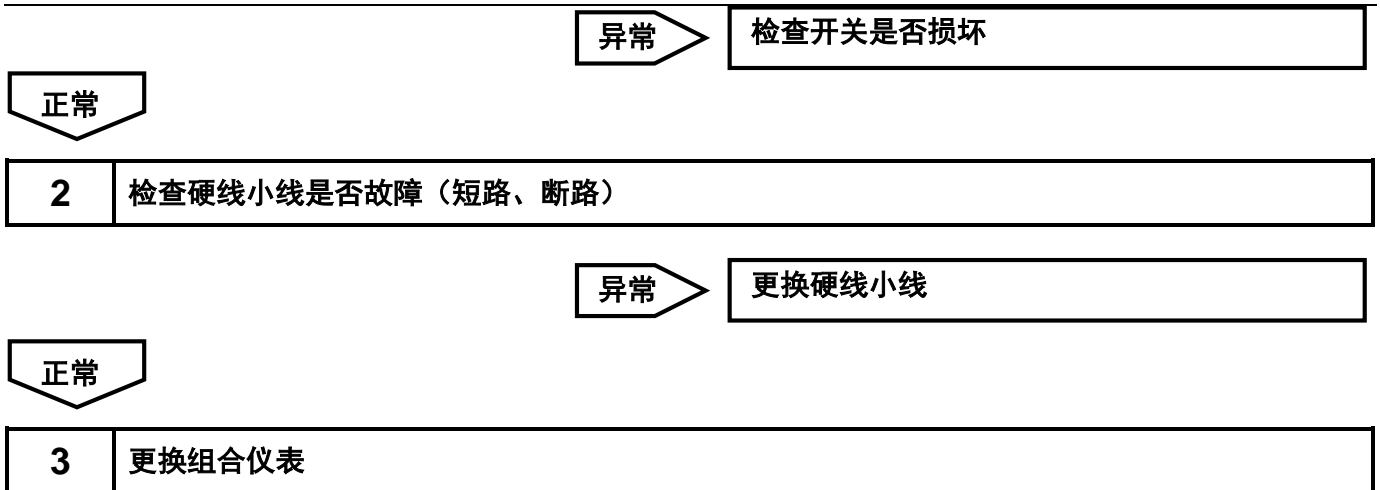 异常 检查开关是否损坏
正常
2 检查硬线小线是否故障（短路、断路）
异常 更换硬线小线
正常
3 更换组合仪表